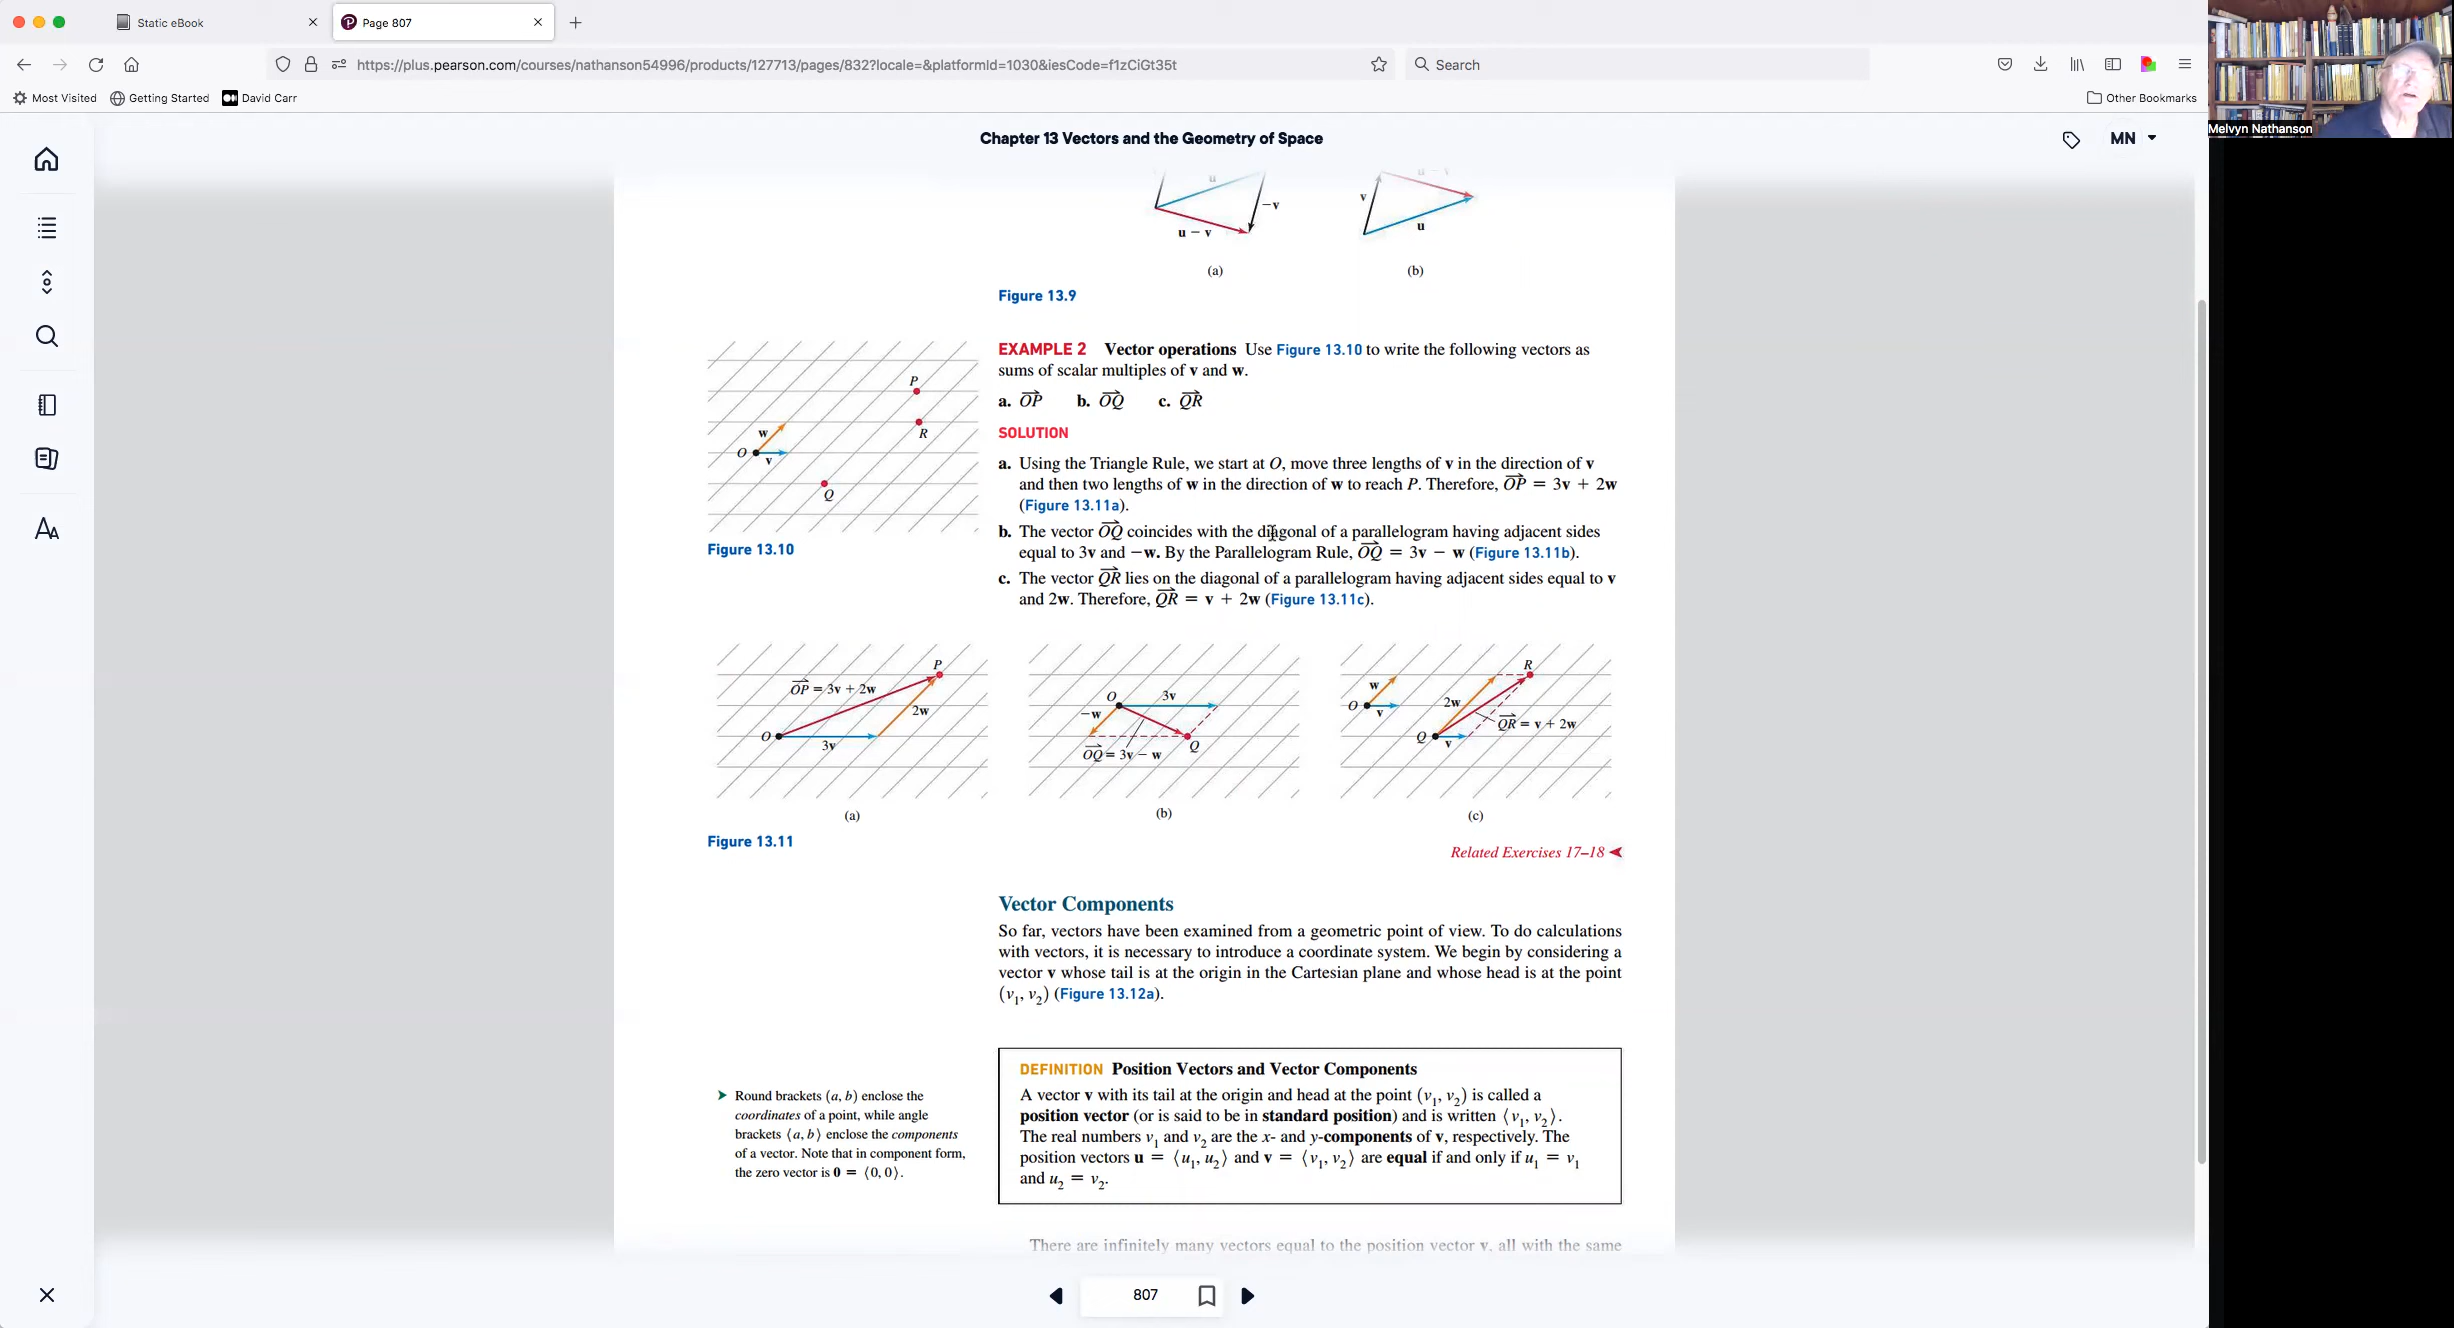 Static eBook
Page 807
https://plus.pearson.com/courses/nathanson54996/products/127713/pages/832?locale=&platformId=1030&iesCode=f1zCiGt35t
Search
Most Visited
Getting Started
David Carr
Other Bookmarks
Melvyn Nathanson
Chapter 13 Vectors and the Geometry of Space
MN
u
u − v
−v
(a)
v
u − v
u
(b)
Figure 13.9
EXAMPLE 2 Vector operations Use Figure 13.10 to write the following vectors as
sums of scalar multiples of v and w.
a. OP⃗ b. OQ⃗ c. QR⃗
SOLUTION
a. Using the Triangle Rule, we start at O, move three lengths of v in the direction of v
and then two lengths of w in the direction of w to reach P. Therefore, OP⃗ = 3v + 2w
(Figure 13.11a).
b. The vector OQ⃗ coincides with the diagonal of a parallelogram having adjacent sides
equal to 3v and −w. By the Parallelogram Rule, OQ⃗ = 3v − w (Figure 13.11b).
c. The vector QR⃗ lies on the diagonal of a parallelogram having adjacent sides equal to v
and 2w. Therefore, QR⃗ = v + 2w (Figure 13.11c).
P
R
w
O
v
Q
Figure 13.10
P
OP⃗ = 3v + 2w
2w
O
3v
(a)
O
3v
−w
Q
OQ⃗ = 3v − w
(b)
R
w
2w
O
v
QR⃗ = v + 2w
Q
v
(c)
Figure 13.11
Related Exercises 17–18
Vector Components
So far, vectors have been examined from a geometric point of view. To do calculations
with vectors, it is necessary to introduce a coordinate system. We begin by considering a
vector v whose tail is at the origin in the Cartesian plane and whose head is at the point
(v₁, v₂) (Figure 13.12a).
Round brackets (a, b) enclose the
coordinates of a point, while angle
brackets ⟨a, b⟩ enclose the components
of a vector. Note that in component form,
the zero vector is 0 = ⟨0, 0⟩.
DEFINITION Position Vectors and Vector Components
A vector v with its tail at the origin and head at the point (v₁, v₂) is called a
position vector (or is said to be in standard position) and is written ⟨v₁, v₂⟩.
The real numbers v₁ and v₂ are the x- and y-components of v, respectively. The
position vectors u = ⟨u₁, u₂⟩ and v = ⟨v₁, v₂⟩ are equal if and only if u₁ = v₁
and u₂ = v₂.
There are infinitely many vectors equal to the position vector v, all with the same
807